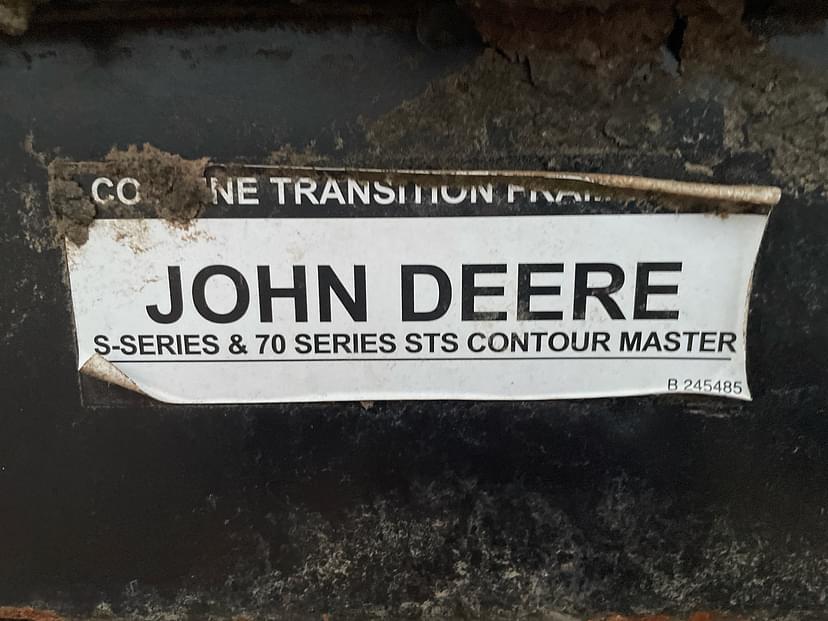 TRANSITION
JOHN DEERE
S-SERIES & 70 SERIES STS CONTOUR MASTER
B 245485